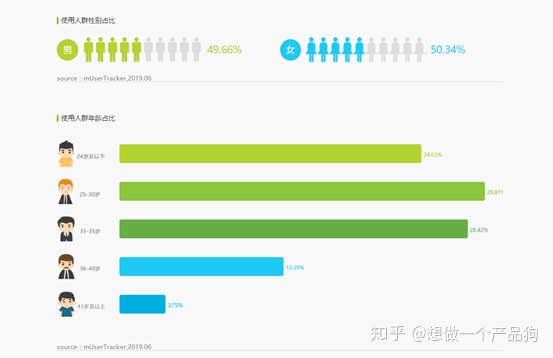 使用人群性别占比
男 49.66% 女 50.34%
source：mUserTracker,2019.06
使用人群年龄占比
24岁及以下 24.63%
25-30岁
31-35岁 28.42%
36-40岁 13.39%
41岁及以上 3.75%
source：mUserTracker,2019.06
知乎 @想做一个产品狗